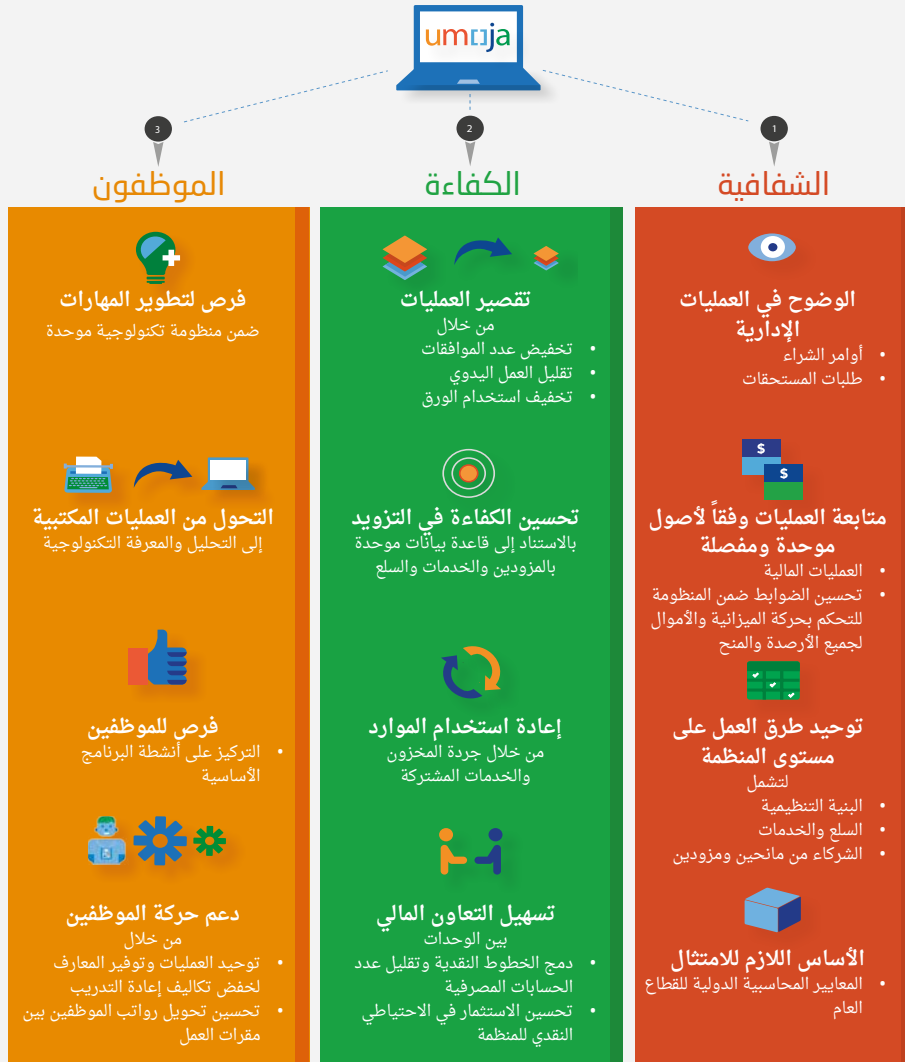 umoja
1
الشفافية
الوضوح في العمليات
الإدارية
• أوامر الشراء
• طلبات المستحقات
$
$
متابعة العمليات وفقاً لأصول
موحدة ومفصلة
• العمليات المالية
• تحسين الضوابط ضمن المنظومة
للتحكم بحركة الميزانية والأموال
لجميع الأرصدة والمنح
توحيد طرق العمل على
مستوى المنظمة
لتشمل
• البنية التنظيمية
• السلع والخدمات
• الشركاء من مانحين ومزودين
الأساس اللازم للامتثال
• المعايير المحاسبية الدولية للقطاع
العام
2
الكفاءة
تقصير العمليات
من خلال
• تخفيض عدد الموافقات
• تقليل العمل اليدوي
• تخفيف استخدام الورق
تحسين الكفاءة في التزويد
بالاستناد إلى قاعدة بيانات موحدة
بالمزودين والخدمات والسلع
إعادة استخدام الموارد
من خلال جردة المخزون
والخدمات المشتركة
تسهيل التعاون المالي
بين الوحدات
• دمج الخطوط النقدية وتقليل عدد
الحسابات المصرفية
• تحسين الاستثمار في الاحتياطي
النقدي للمنظمة
3
الموظفون
فرص لتطوير المهارات
ضمن منظومة تكنولوجية موحدة
التحول من العمليات المكتبية
إلى التحليل والمعرفة التكنولوجية
فرص للموظفين
• التركيز على أنشطة البرنامج
الأساسية
دعم حركة الموظفين
من خلال
• توحيد العمليات وتوفير المعارف
لخفض تكاليف إعادة التدريب
• تحسين تحويل رواتب الموظفين بين
مقرات العمل